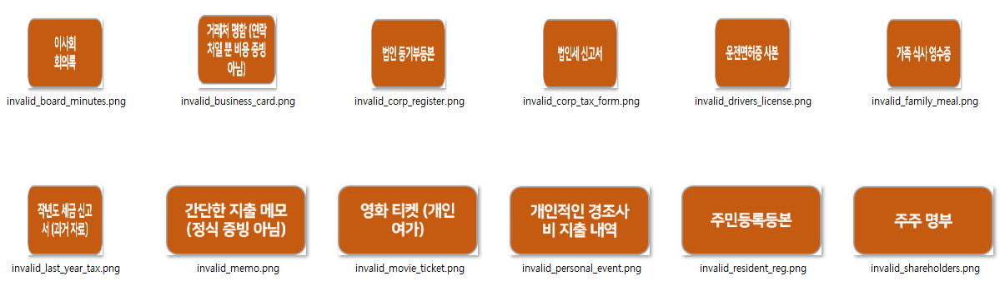 이사회
회의록
거래처 명함 (연락
처일 뿐 비용 증빙
아님)
법인 등기부등본
법인세 신고서
운전면허증 사본
가족 식사 영수증
invalid_board_minutes.png
invalid_business_card.png
invalid_corp_register.png
invalid_corp_tax_form.png
invalid_drivers_license.png
invalid_family_meal.png
작년도 세금 신고
서 (과거 자료)
간단한 지출 메모
(정식 증빙 아님)
영화 티켓 (개인
여가)
개인적인 경조사
비 지출 내역
주민등록등본
주주 명부
invalid_last_year_tax.png
invalid_memo.png
invalid_movie_ticket.png
invalid_personal_event.png
invalid_resident_reg.png
invalid_shareholders.png